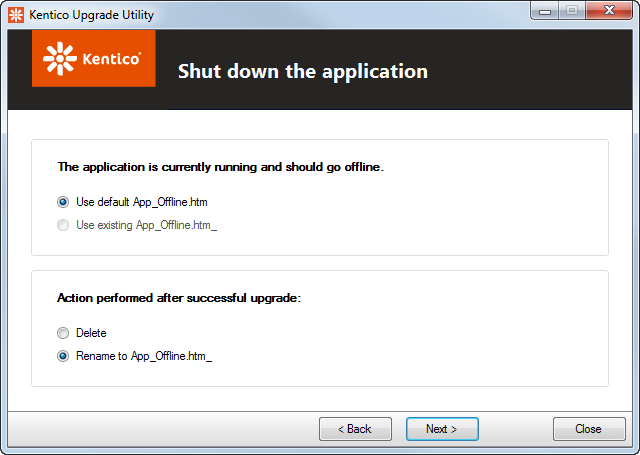 Kentico Upgrade Utility
Kentico®
Shut down the application
The application is currently running and should go offline.
Use default App_Offline.htm
Use existing App_Offline.htm_
Action performed after successful upgrade:
Delete
Rename to App_Offline.htm_
< Back
Next >
Close